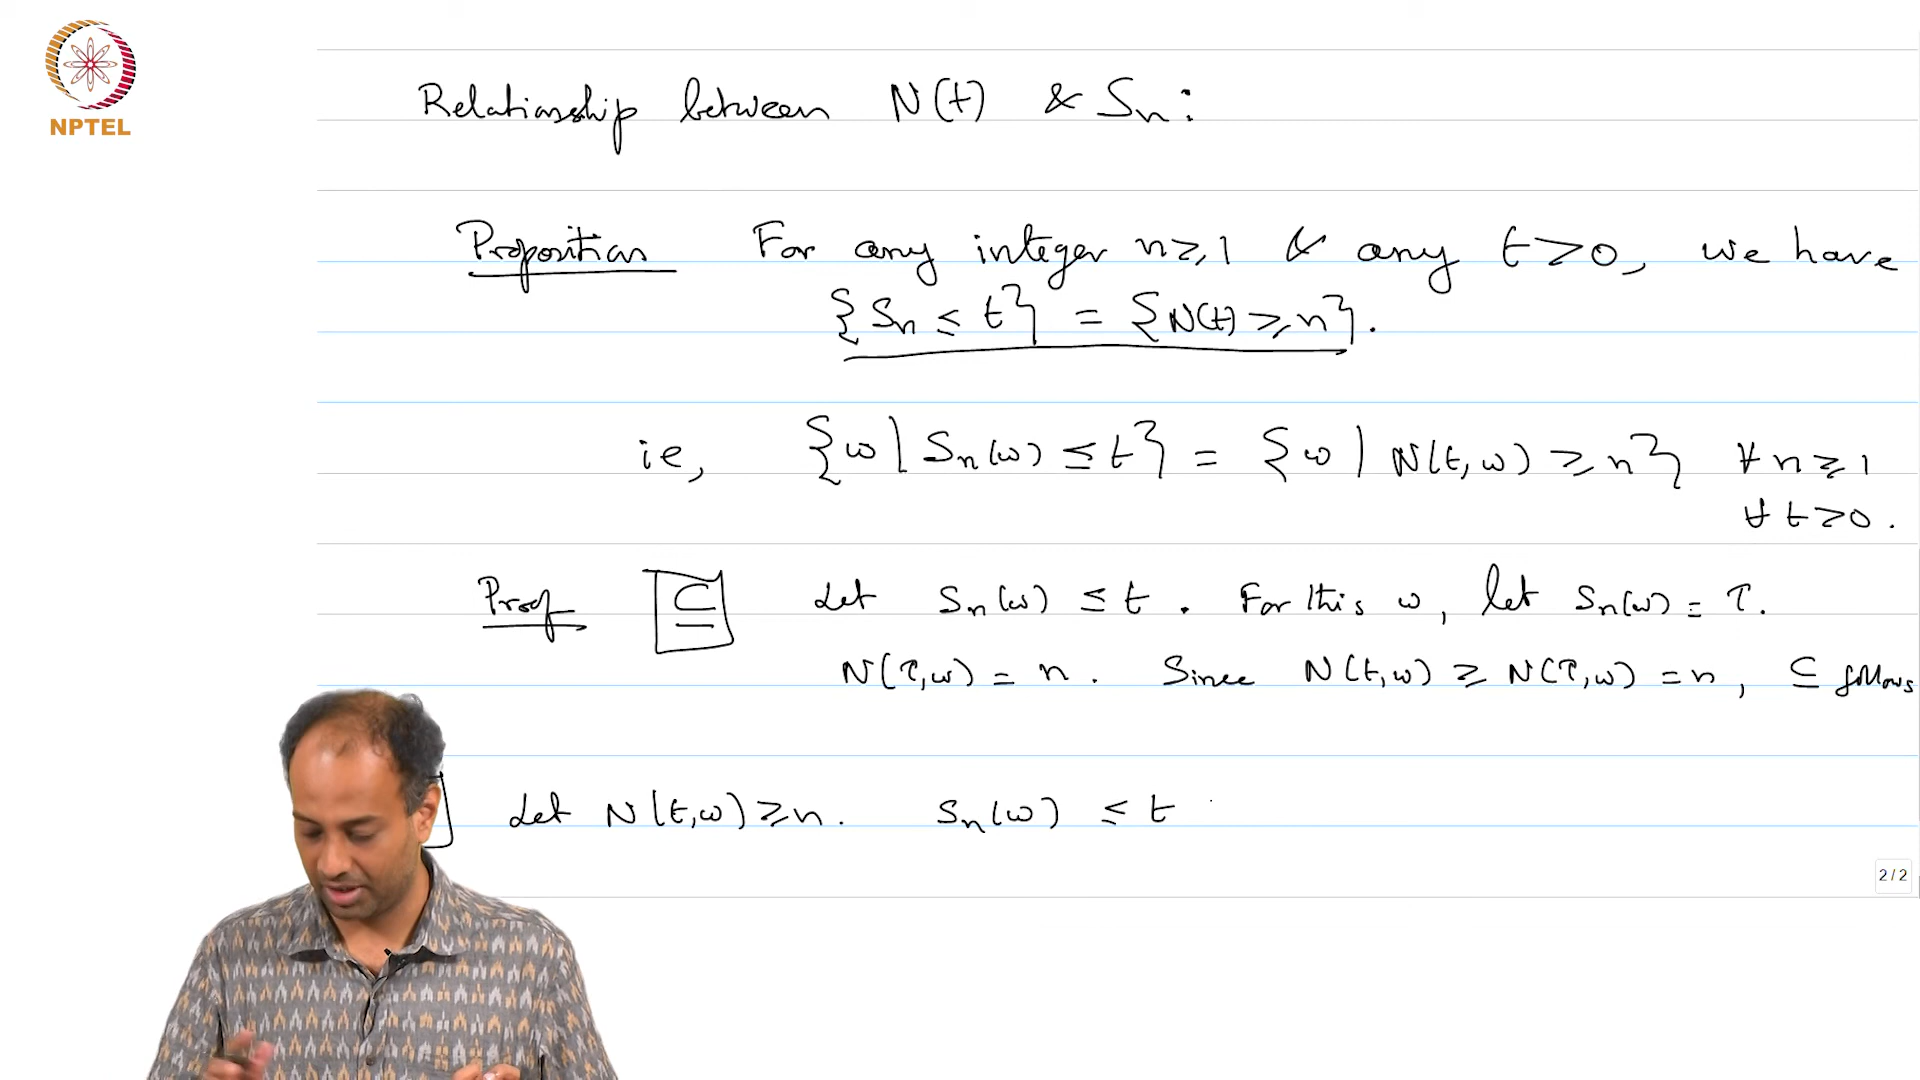 NPTEL
Relationship between N(t) & Sₙ:
Proposition For any integer n ≥ 1 & any t > 0, we have
{Sₙ ≤ t} = {N(t) ≥ n}.
ie, {ω | Sₙ(ω) ≤ t} = {ω | N(t, ω) ≥ n} ∀ n ≥ 1
∀ t > 0.
Proof ⊆ Let Sₙ(ω) ≤ t. For this ω, let Sₙ(ω) = τ.
N(τ, ω) = n. Since N(t, ω) ≥ N(τ, ω) = n, ⊆ follows
Let N(t, ω) ≥ n. Sₙ(ω) ≤ t
2 / 2